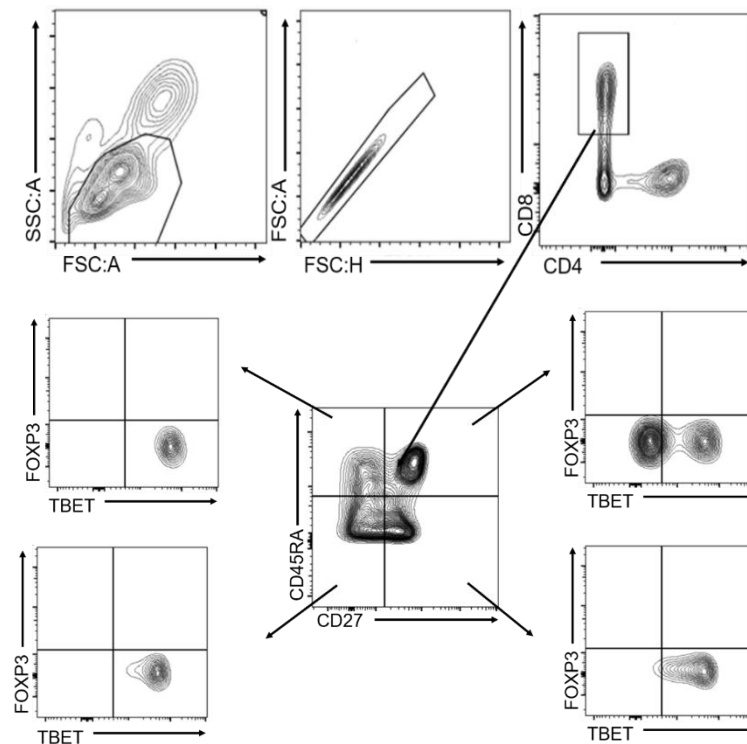 SSC:A
FSC:A
FSC:A
FSC:H
CD8
CD4
FOXP3
TBET
CD45RA
CD27
FOXP3
TBET
FOXP3
TBET
FOXP3
TBET